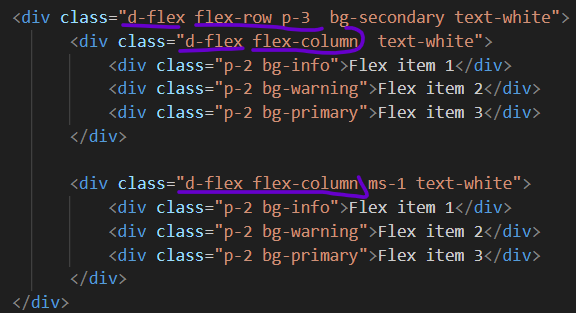 <div class="d-flex flex-row p-3  bg-secondary text-white">
<div class="d-flex flex-column  text-white">
<div class="p-2 bg-info">Flex item 1</div>
<div class="p-2 bg-warning">Flex item 2</div>
<div class="p-2 bg-primary">Flex item 3</div>
</div>
<div class="d-flex flex-column ms-1 text-white">
<div class="p-2 bg-info">Flex item 1</div>
<div class="p-2 bg-warning">Flex item 2</div>
<div class="p-2 bg-primary">Flex item 3</div>
</div>
</div>